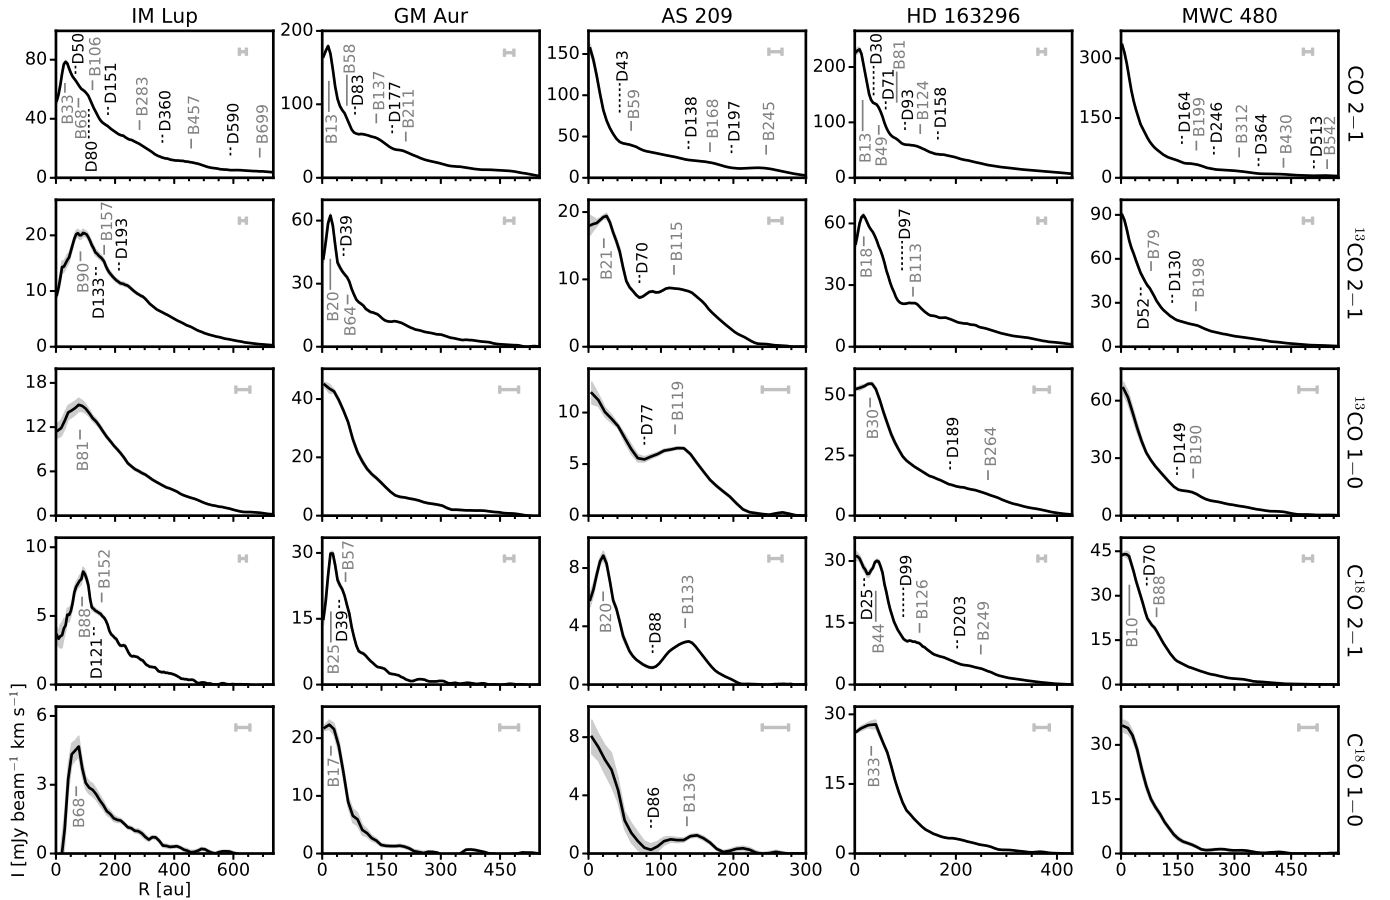 IM Lup GM Aur AS 209 HD 163296 MWC 480
80 40 0 B33 D50 B68 D80 B106 D151 B283 D360 B457 D590 B699
200 100 0 B13 B58 D83 B137 D177 B211
150 100 50 0 D43 B59 D138 B168 D197 B245
200 100 0 B13 D30 B49 D71 B81 D93 B124 D158
300 150 0 D164 B199 D246 B312 D364 B430 D513 B542
CO 2−1
20 10 0 B90 D133 B157 D193
60 30 0 B20 D39 B64
20 10 0 B21 D70 B115
60 30 0 B18 D97 B113
90 60 30 0 D52 B79 D130 B198
¹³CO 2−1
18 12 6 0 B81
40 20 0
10 5 0 D77 B119
50 25 0 B30 D189 B264
60 30 0 D149 B190
¹³CO 1−0
10 5 0 B88 D121 B152
30 15 0 B25 D39 B57
8 4 0 B20 D88 B133
30 15 0 D25 B44 D99 B126 D203 B249
45 30 15 0 B10 D70 B88
C¹⁸O 2−1
6 3 0 B68
20 10 0 B17
8 4 0 D86 B136
30 15 0 B33
30 15 0
C¹⁸O 1−0
I [mJy beam⁻¹ km s⁻¹]
0 200 400 600
0 150 300 450
0 100 200 300
0 200 400
0 150 300 450
R [au]